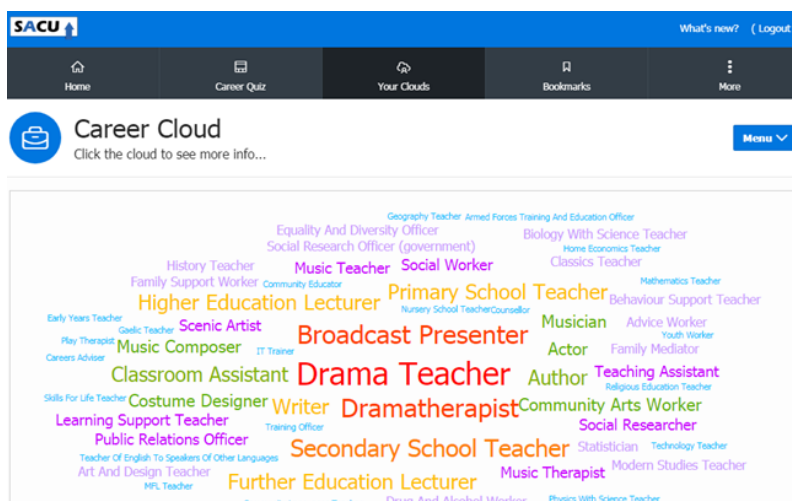 SACU
What's new? ( Logout
Home Career Quiz Your Clouds Bookmarks More
Career Cloud
Click the cloud to see more info...
Menu
Geography Teacher Armed Forces Training And Education Officer
Equality And Diversity Officer Biology With Science Teacher
Social Research Officer (government) Home Economics Teacher
History Teacher Music Teacher Social Worker Classics Teacher
Family Support Worker Community Educator Primary School Teacher Mathematics Teacher
Higher Education Lecturer Behaviour Support Teacher
Nursery School Teacher Counsellor
Early Years Teacher Gaelic Teacher Scenic Artist Broadcast Presenter Musician Advice Worker
Play Therapist Music Composer IT Trainer Actor Family Mediator Youth Worker
Careers Adviser
Classroom Assistant Drama Teacher Author Teaching Assistant
Religious Education Teacher
Skills For Life Teacher Costume Designer Writer Dramatherapist Community Arts Worker
Learning Support Teacher Training Officer Social Researcher
Public Relations Officer Secondary School Teacher Statistician Technology Teacher
Teacher Of English To Speakers Of Other Languages
Art And Design Teacher Music Therapist Modern Studies Teacher
MFL Teacher Further Education Lecturer
Drug And Alcohol Worker Physics With Science Teacher